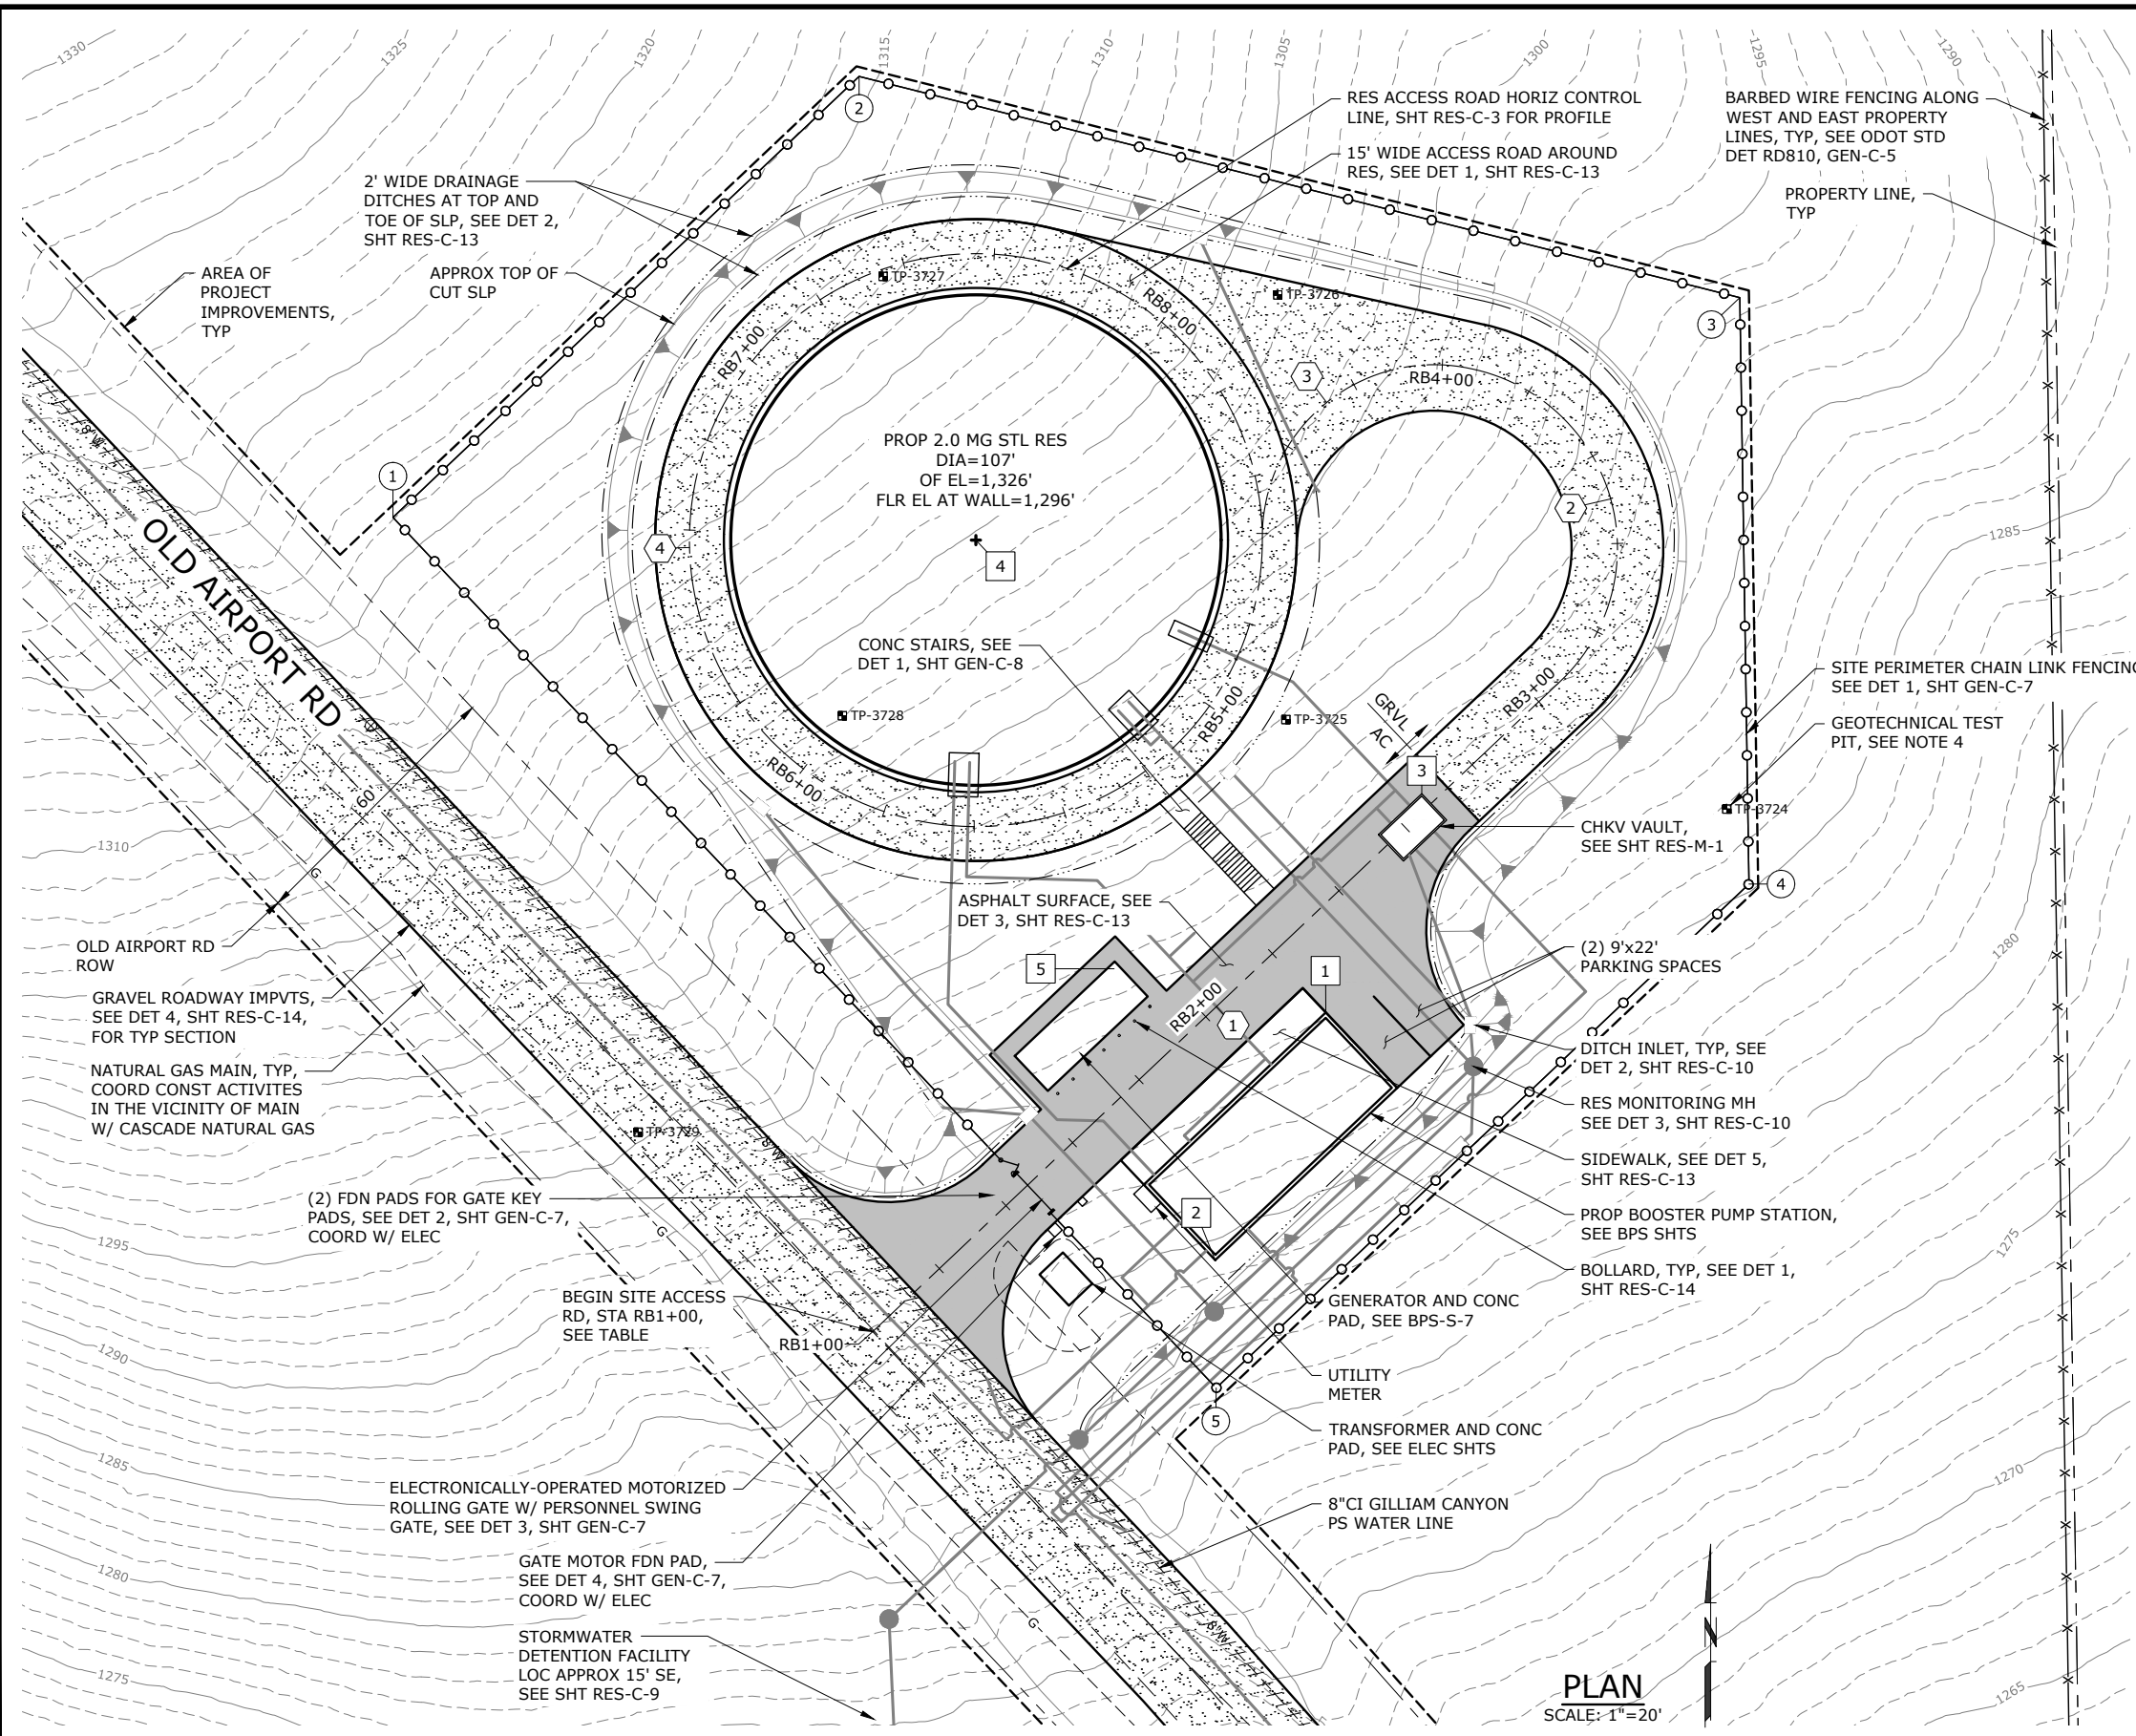 1330
1325
1320
1315
1310
1305
1300
1295
1290
RES ACCESS ROAD HORIZ CONTROL
LINE, SHT RES-C-3 FOR PROFILE
BARBED WIRE FENCING ALONG
WEST AND EAST PROPERTY
LINES, TYP, SEE ODOT STD
DET RD810, GEN-C-5
2
15' WIDE ACCESS ROAD AROUND
RES, SEE DET 1, SHT RES-C-13
2' WIDE DRAINAGE
DITCHES AT TOP AND
TOE OF SLP, SEE DET 2,
SHT RES-C-13
PROPERTY LINE,
TYP
AREA OF
PROJECT
IMPROVEMENTS,
TYP
APPROX TOP OF
CUT SLP
TP-3727
TP-3726
RB8+00
RB7+00
3
3
RB4+00
8"W
PROP 2.0 MG STL RES
DIA=107'
OF EL=1,326'
FLR EL AT WALL=1,296'
1
2
1285
4
4
OLD AIRPORT RD
CONC STAIRS, SEE
DET 1, SHT GEN-C-8
SITE PERIMETER CHAIN LINK FENCING
SEE DET 1, SHT GEN-C-7
RB3+00
RB5+00
TP-3728
TP-3725
GRVL
AC
GEOTECHNICAL TEST
PIT, SEE NOTE 4
3
RB6+00
60
TP-3724
CHKV VAULT,
SEE SHT RES-M-1
1310
G
4
ASPHALT SURFACE, SEE
DET 3, SHT RES-C-13
OLD AIRPORT RD
ROW
(2) 9'x22'
PARKING SPACES
1280
5
1
GRAVEL ROADWAY IMPVTS,
SEE DET 4, SHT RES-C-14,
FOR TYP SECTION
RB2+00
1
DITCH INLET, TYP, SEE
DET 2, SHT RES-C-10
NATURAL GAS MAIN, TYP,
COORD CONST ACTIVITES
IN THE VICINITY OF MAIN
W/ CASCADE NATURAL GAS
RES MONITORING MH
SEE DET 3, SHT RES-C-10
TP-3729
8"W
SIDEWALK, SEE DET 5,
SHT RES-C-13
(2) FDN PADS FOR GATE KEY
PADS, SEE DET 2, SHT GEN-C-7,
COORD W/ ELEC
2
PROP BOOSTER PUMP STATION,
SEE BPS SHTS
1295
G
1275
BOLLARD, TYP, SEE DET 1,
SHT RES-C-14
BEGIN SITE ACCESS
RD, STA RB1+00,
SEE TABLE
GENERATOR AND CONC
PAD, SEE BPS-S-7
RB1+00
1290
UTILITY
METER
5
TRANSFORMER AND CONC
PAD, SEE ELEC SHTS
1285
1270
ELECTRONICALLY-OPERATED MOTORIZED
ROLLING GATE W/ PERSONNEL SWING
GATE, SEE DET 3, SHT GEN-C-7
8"CI GILLIAM CANYON
PS WATER LINE
GATE MOTOR FDN PAD,
SEE DET 4, SHT GEN-C-7,
COORD W/ ELEC
1280
G
8"W
N
STORMWATER
DETENTION FACILITY
LOC APPROX 15' SE,
SEE SHT RES-C-9
1275
1265
PLAN
SCALE: 1"=20'